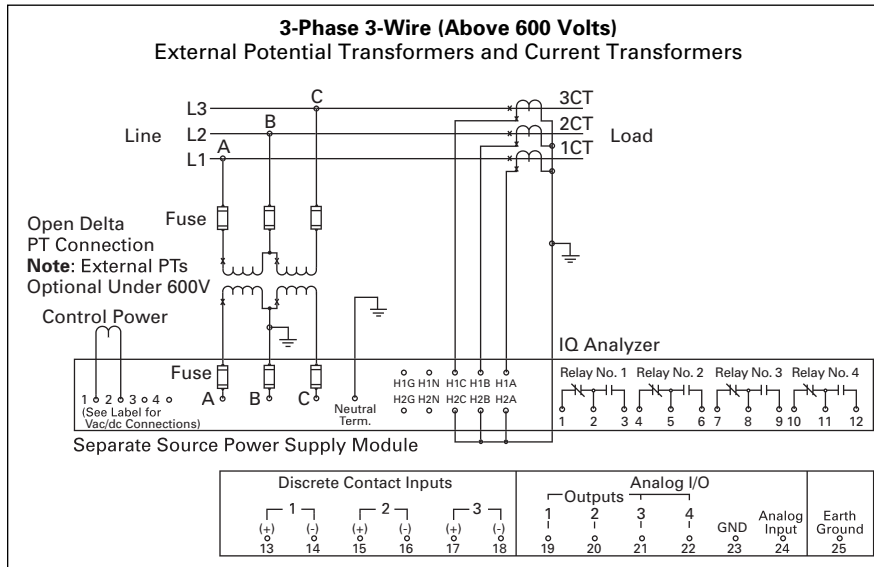 3-Phase 3-Wire (Above 600 Volts)
External Potential Transformers and Current Transformers
C
L3
3CT
B
Line
L2
2CT
Load
A
L1
1CT
Fuse
Open Delta
PT Connection
Note: External PTs
Optional Under 600V
Control Power
IQ Analyzer
Fuse
H1G H1N H1C H1B H1A
Relay No. 1 Relay No. 2 Relay No. 3 Relay No. 4
1 2 3 4
A B C
H2G H2N H2C H2B H2A
(See Label for
Vac/dc Connections)
Neutral
Term.
1 2 3 4 5 6 7 8 9 10 11 12
Separate Source Power Supply Module
Discrete Contact Inputs
Analog I/O
Outputs
1 2 3
1 2 3 4
(+) (-) (+) (-) (+) (-)
GND
Analog
Input
Earth
Ground
13 14 15 16 17 18 19 20 21 22 23 24 25